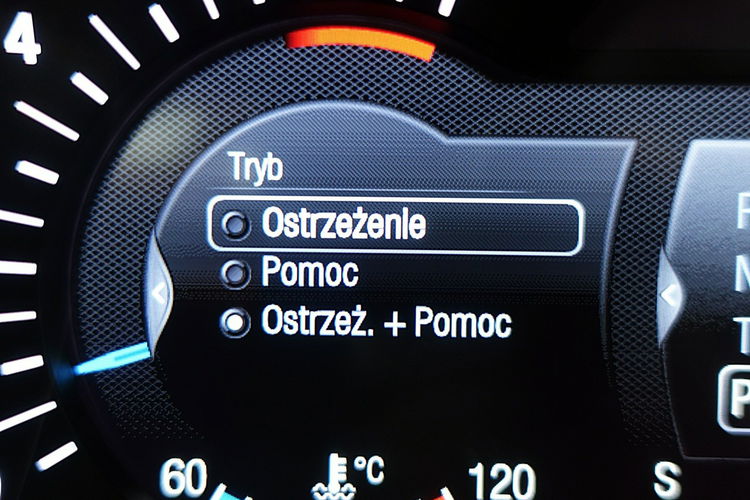 4
Tryb
Ostrzeżenie
Pomoc
Ostrzeż. + Pomoc
60
°C
120
S